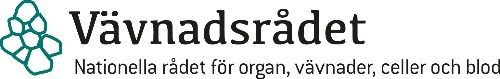 Vävnadsrådet
Nationella rådet för organ, vävnader, celler och blod